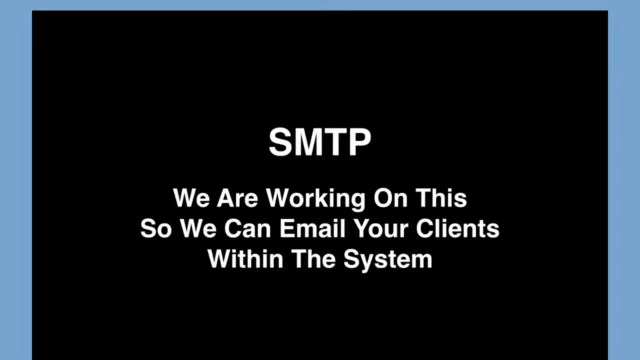 SMTP
We Are Working On This
So We Can Email Your Clients
Within The System